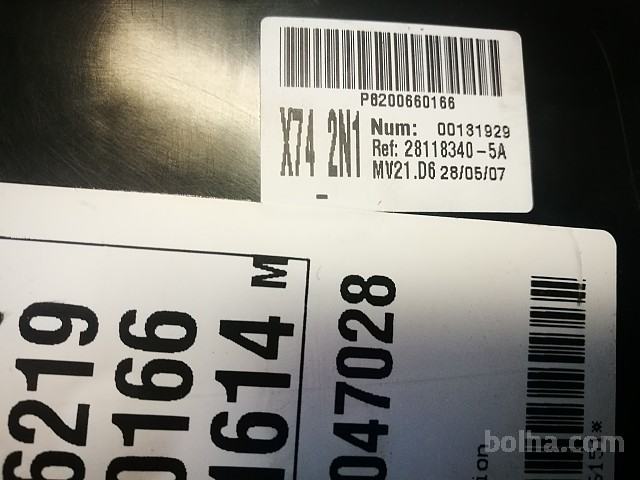 P8200660166
X74 2N1
Num: 00131929
Ref: 28118340-5A
MV21.D6 28/05/07
6219
0166
1614 M
047028
bolha.com